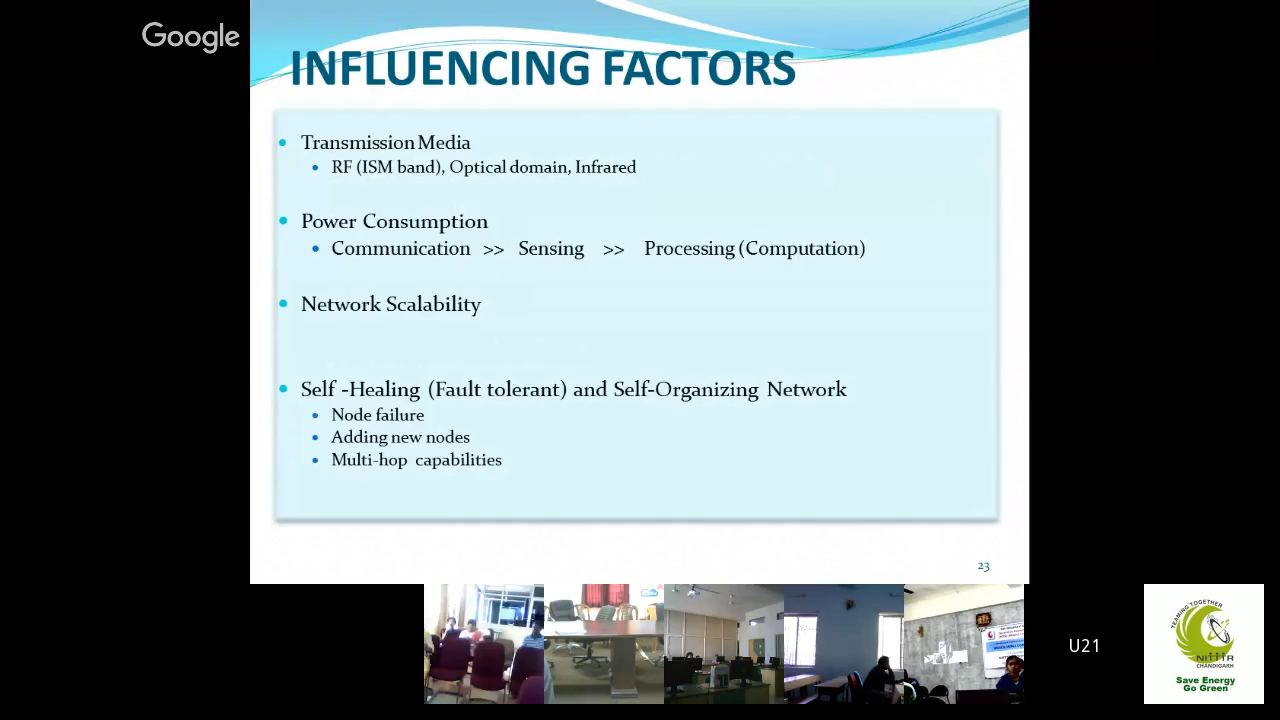 Google
INFLUENCING FACTORS
Transmission Media
RF (ISM band), Optical domain, Infrared
Power Consumption
Communication >> Sensing >> Processing (Computation)
Network Scalability
Self -Healing (Fault tolerant) and Self-Organizing Network
Node failure
Adding new nodes
Multi-hop capabilities
23
U21
NITTTR
CHANDIGARH
Save Energy
Go Green